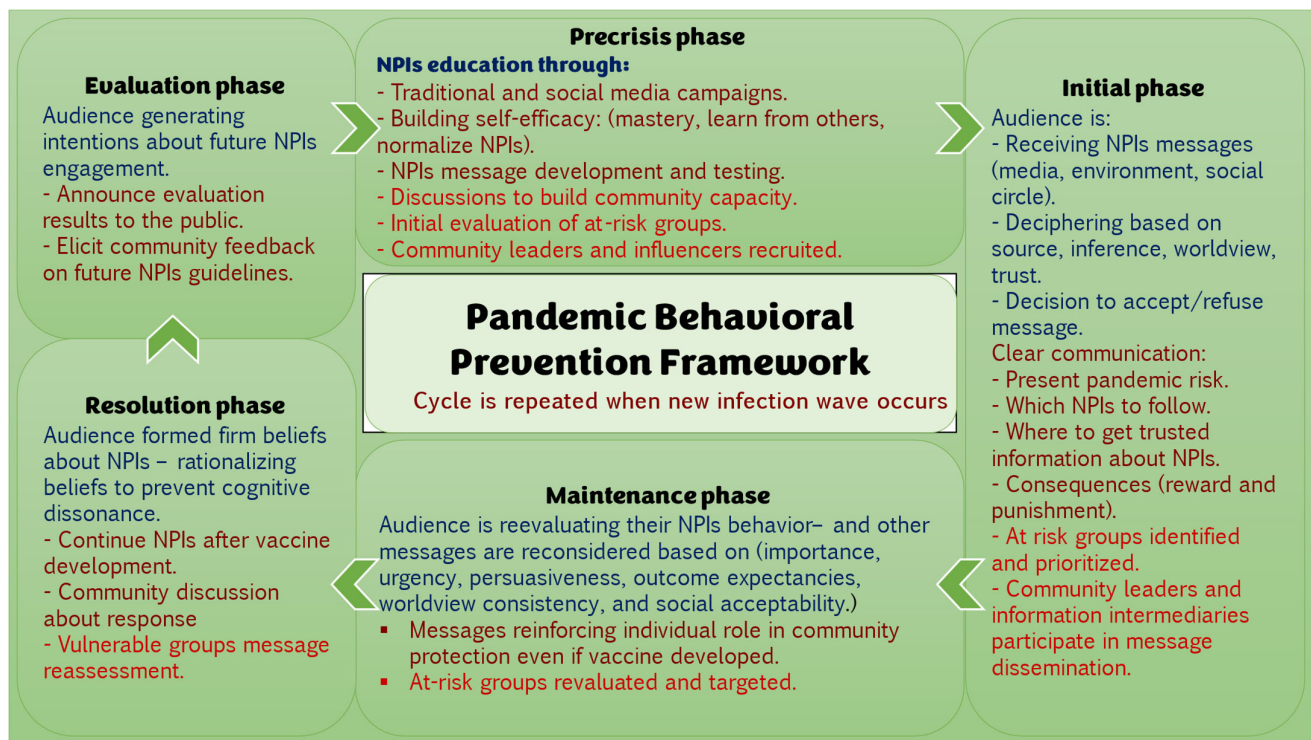 Precrisis phase
NPIs education through:
- Traditional and social media campaigns.
- Building self-efficacy: (mastery, learn from others,
normalize NPIs).
- NPIs message development and testing.
- Discussions to build community capacity.
- Initial evaluation of at-risk groups.
- Community leaders and influencers recruited.
Initial phase
Audience is:
- Receiving NPIs messages
(media, environment, social
circle).
- Deciphering based on
source, inference, worldview,
trust.
- Decision to accept/refuse
message.
Clear communication:
- Present pandemic risk.
- Which NPIs to follow.
- Where to get trusted
information about NPIs.
- Consequences (reward and
punishment).
- At risk groups identified
and prioritized.
- Community leaders and
information intermediaries
participate in message
dissemination.
Maintenance phase
Audience is reevaluating their NPIs behavior– and other
messages are reconsidered based on (importance,
urgency, persuasiveness, outcome expectancies,
worldview consistency, and social acceptability.)
▪ Messages reinforcing individual role in community
protection even if vaccine developed.
▪ At-risk groups revaluated and targeted.
Resolution phase
Audience formed firm beliefs
about NPIs – rationalizing
beliefs to prevent cognitive
dissonance.
- Continue NPIs after vaccine
development.
- Community discussion
about response
- Vulnerable groups message
reassessment.
Evaluation phase
Audience generating
intentions about future NPIs
engagement.
- Announce evaluation
results to the public.
- Elicit community feedback
on future NPIs guidelines.
Pandemic Behavioral
Prevention Framework
Cycle is repeated when new infection wave occurs